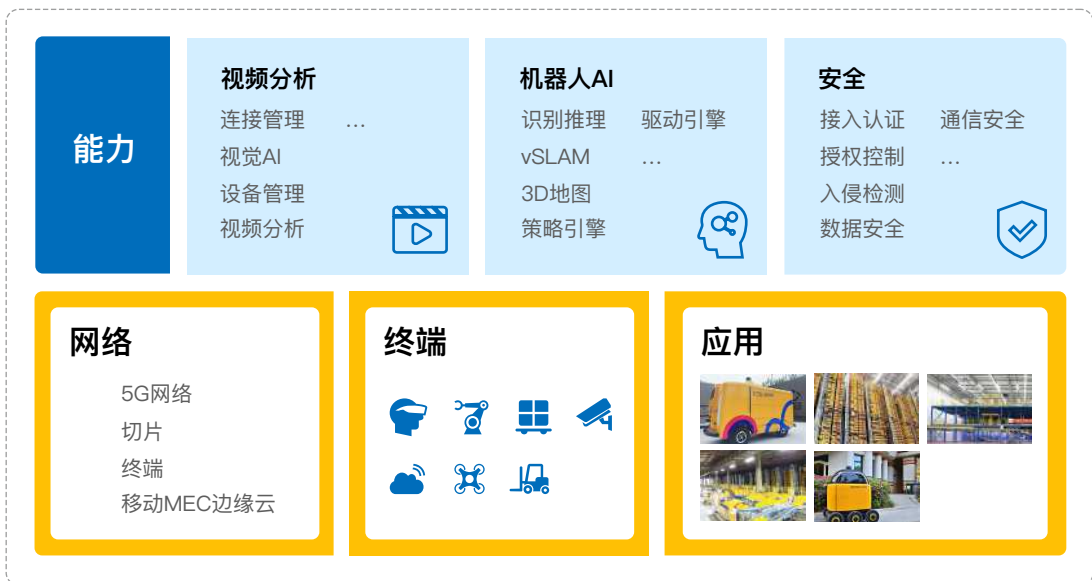 能力
视频分析
连接管理 …
视觉AI
设备管理
视频分析
机器人AI
识别推理 驱动引擎
vSLAM …
3D地图
策略引擎
安全
接入认证 通信安全
授权控制 …
入侵检测
数据安全
网络
5G网络
切片
终端
移动MEC边缘云
终端
应用